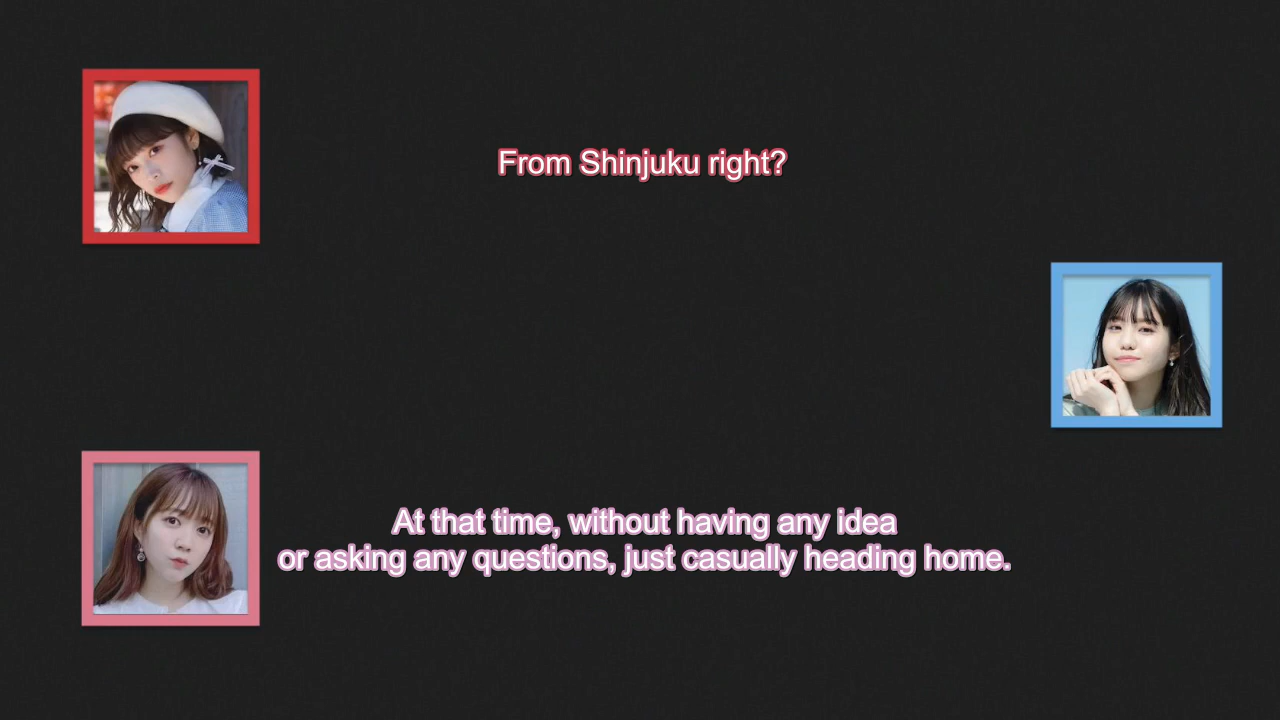 From Shinjuku right?
At that time, without having any idea
or asking any questions, just casually heading home.